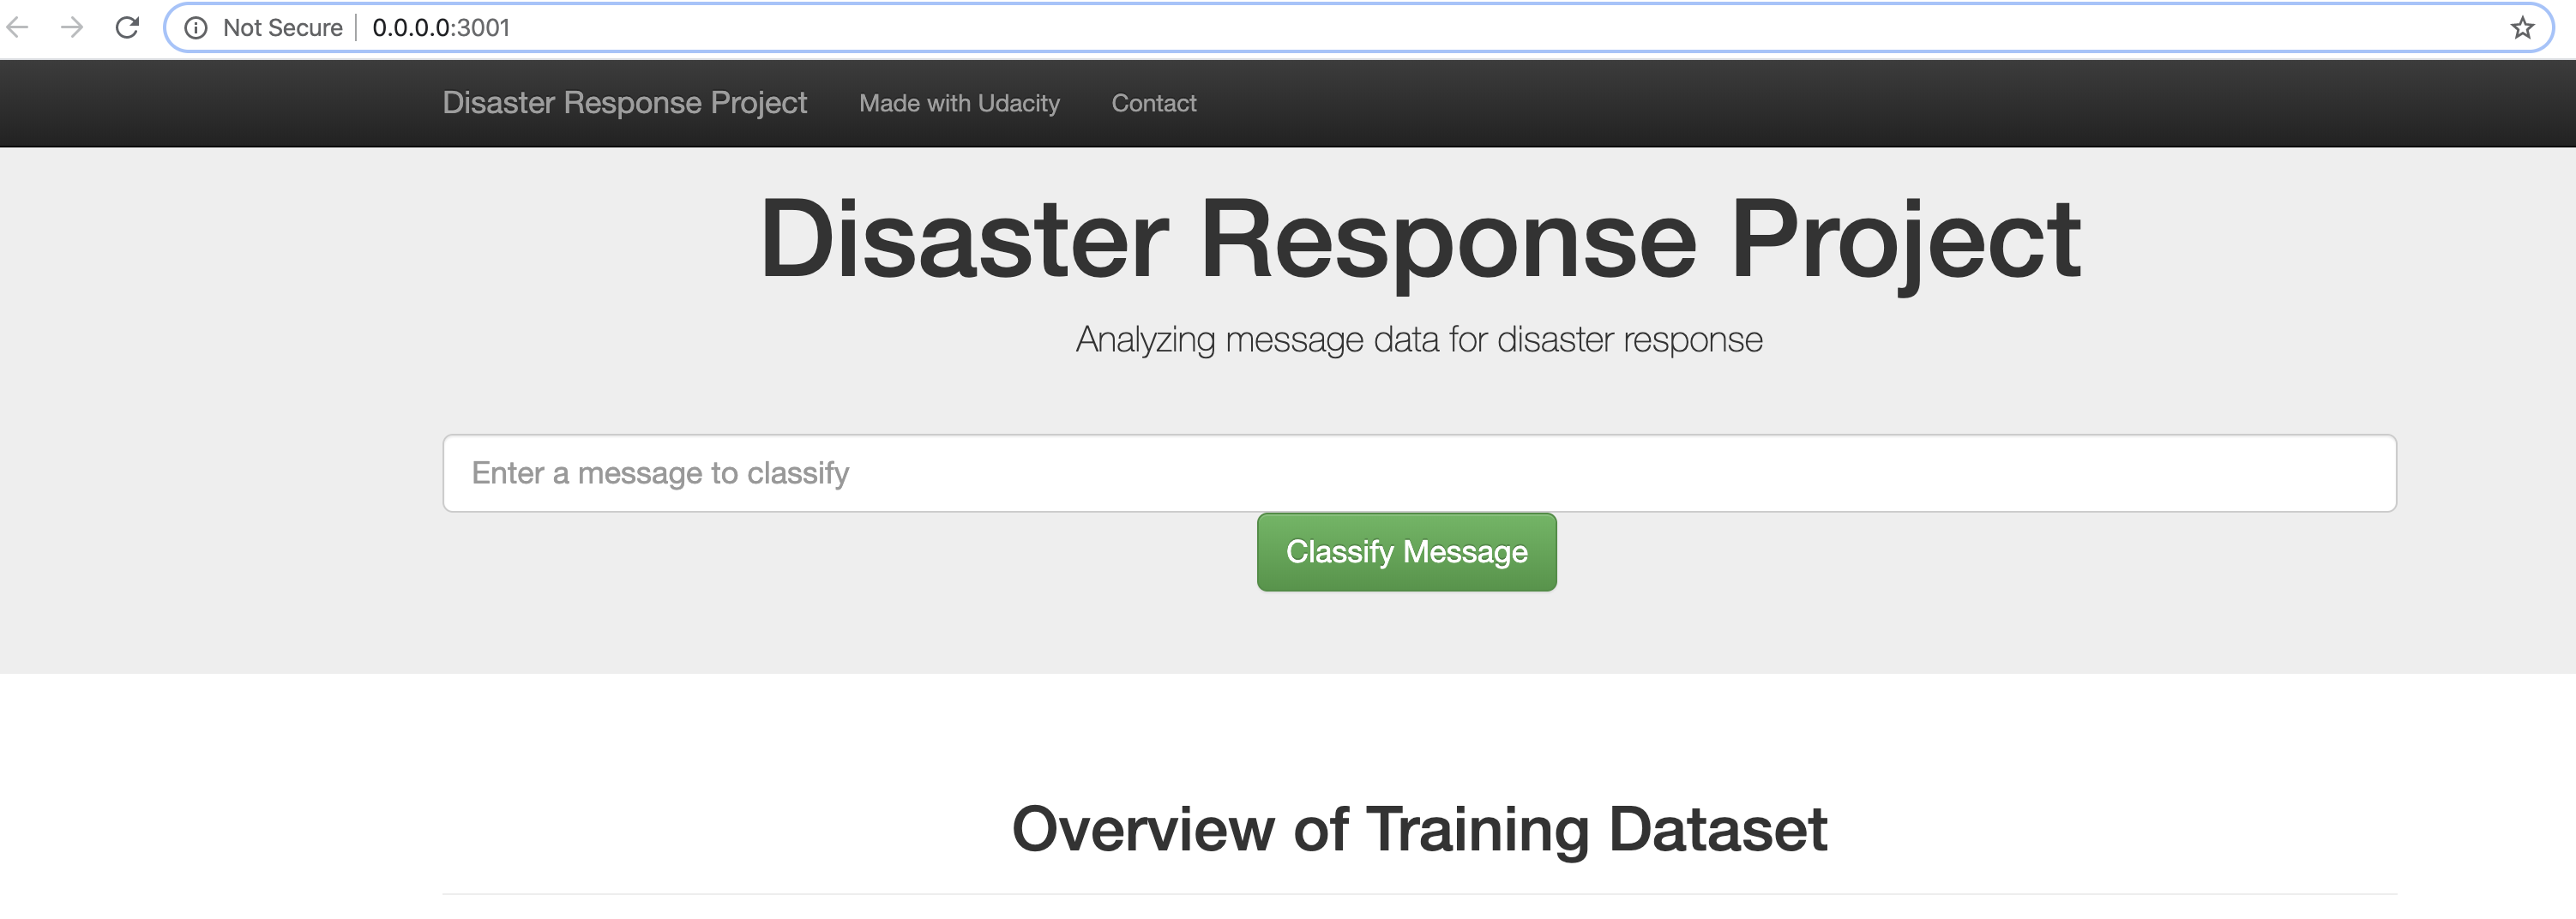 Not Secure 0.0.0.0:3001
Disaster Response Project Made with Udacity Contact
Disaster Response Project
Analyzing message data for disaster response
Enter a message to classify
Classify Message
Overview of Training Dataset